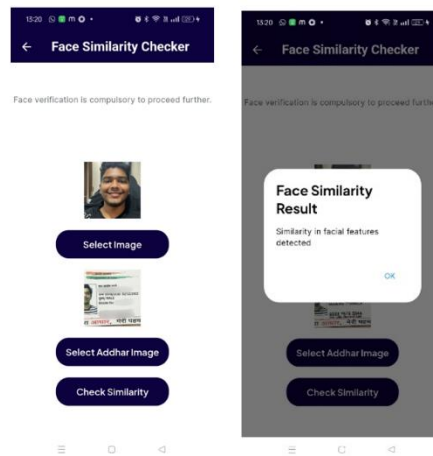 13:20
Face Similarity Checker
Face verification is compulsory to proceed further.
Select Image
Select Addhar Image
Check Similarity
13:20
Face Similarity Checker
Face verification is compulsory to proceed furthe
Face Similarity
Result
Similarity in facial features
detected
OK
Select Addhar Image
Check Similarity